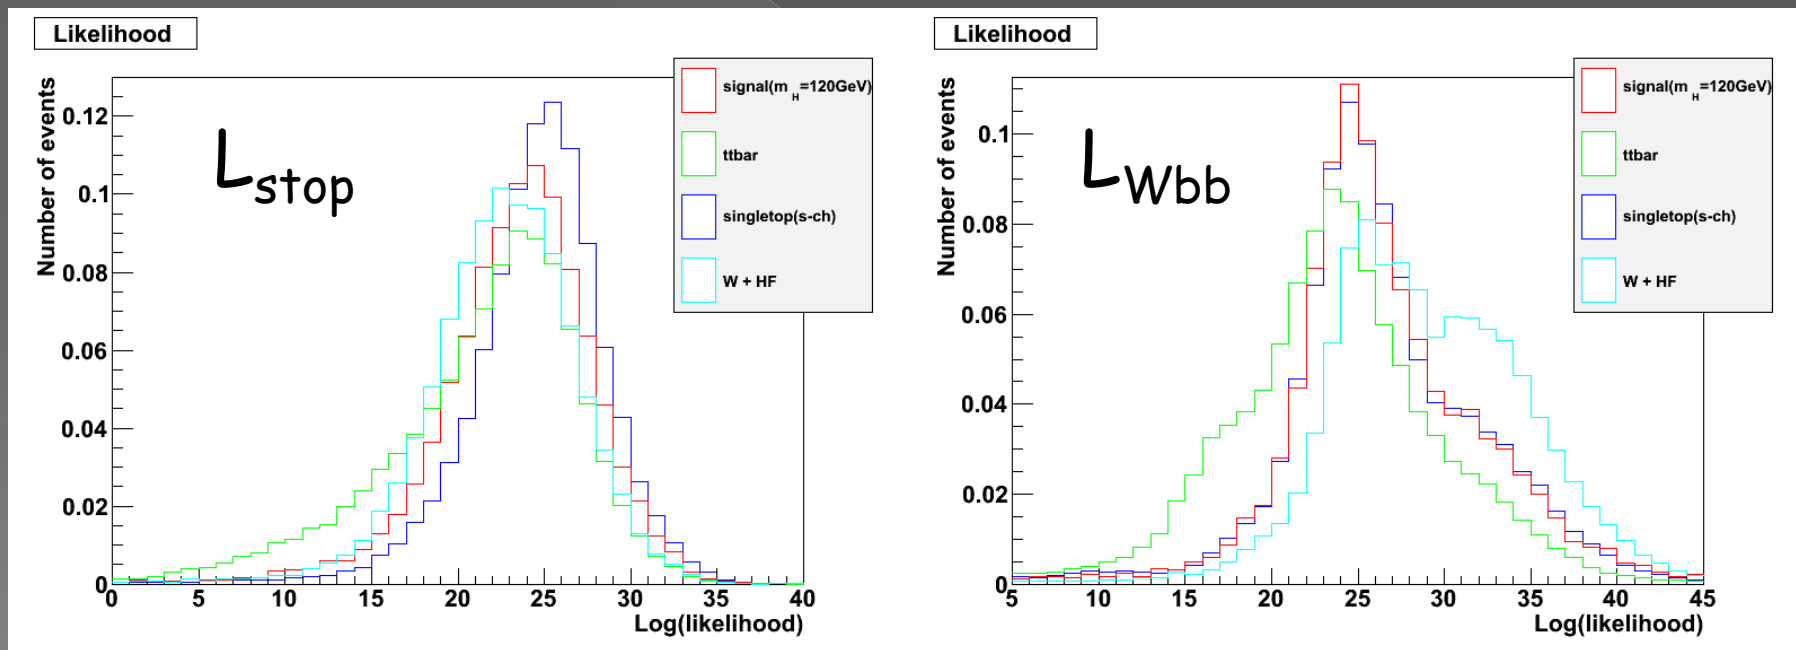 Likelihood
Number of events
L stop
signal(m H =120GeV)
ttbar
singletop(s-ch)
W + HF
0.12
0.1
0.08
0.06
0.04
0.02
0
0 5 10 15 20 25 30 35 40
Log(likelihood)
Likelihood
Number of events
L Wbb
signal(m H =120GeV)
ttbar
singletop(s-ch)
W + HF
0.1
0.08
0.06
0.04
0.02
0
5 10 15 20 25 30 35 40 45
Log(likelihood)